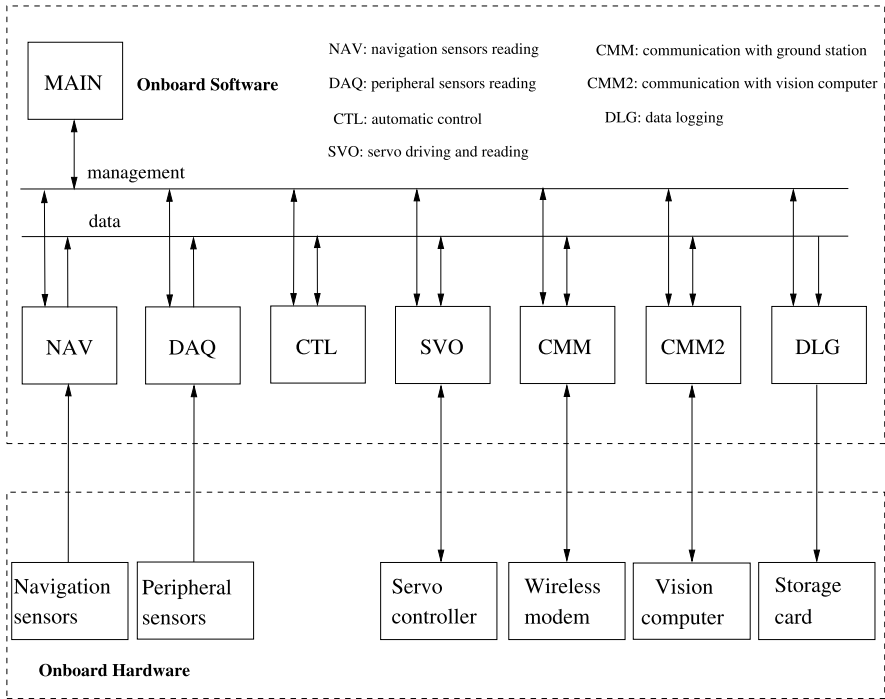 MAIN
Onboard Software
NAV: navigation sensors reading
DAQ: peripheral sensors reading
CTL: automatic control
SVO: servo driving and reading
CMM: communication with ground station
CMM2: communication with vision computer
DLG: data logging
management
data
NAV
DAQ
CTL
SVO
CMM
CMM2
DLG
Navigation
sensors
Peripheral
sensors
Servo
controller
Wireless
modem
Vision
computer
Storage
card
Onboard Hardware